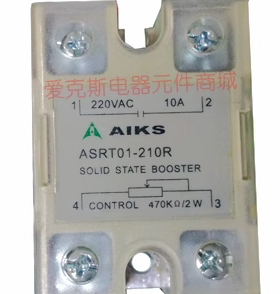 爱克斯电器元件商城
1 220VAC 10A 2
AIKS
ASRT01-210R
SOLID STATE BOOSTER
4 CONTROL 470KΩ/2W 3